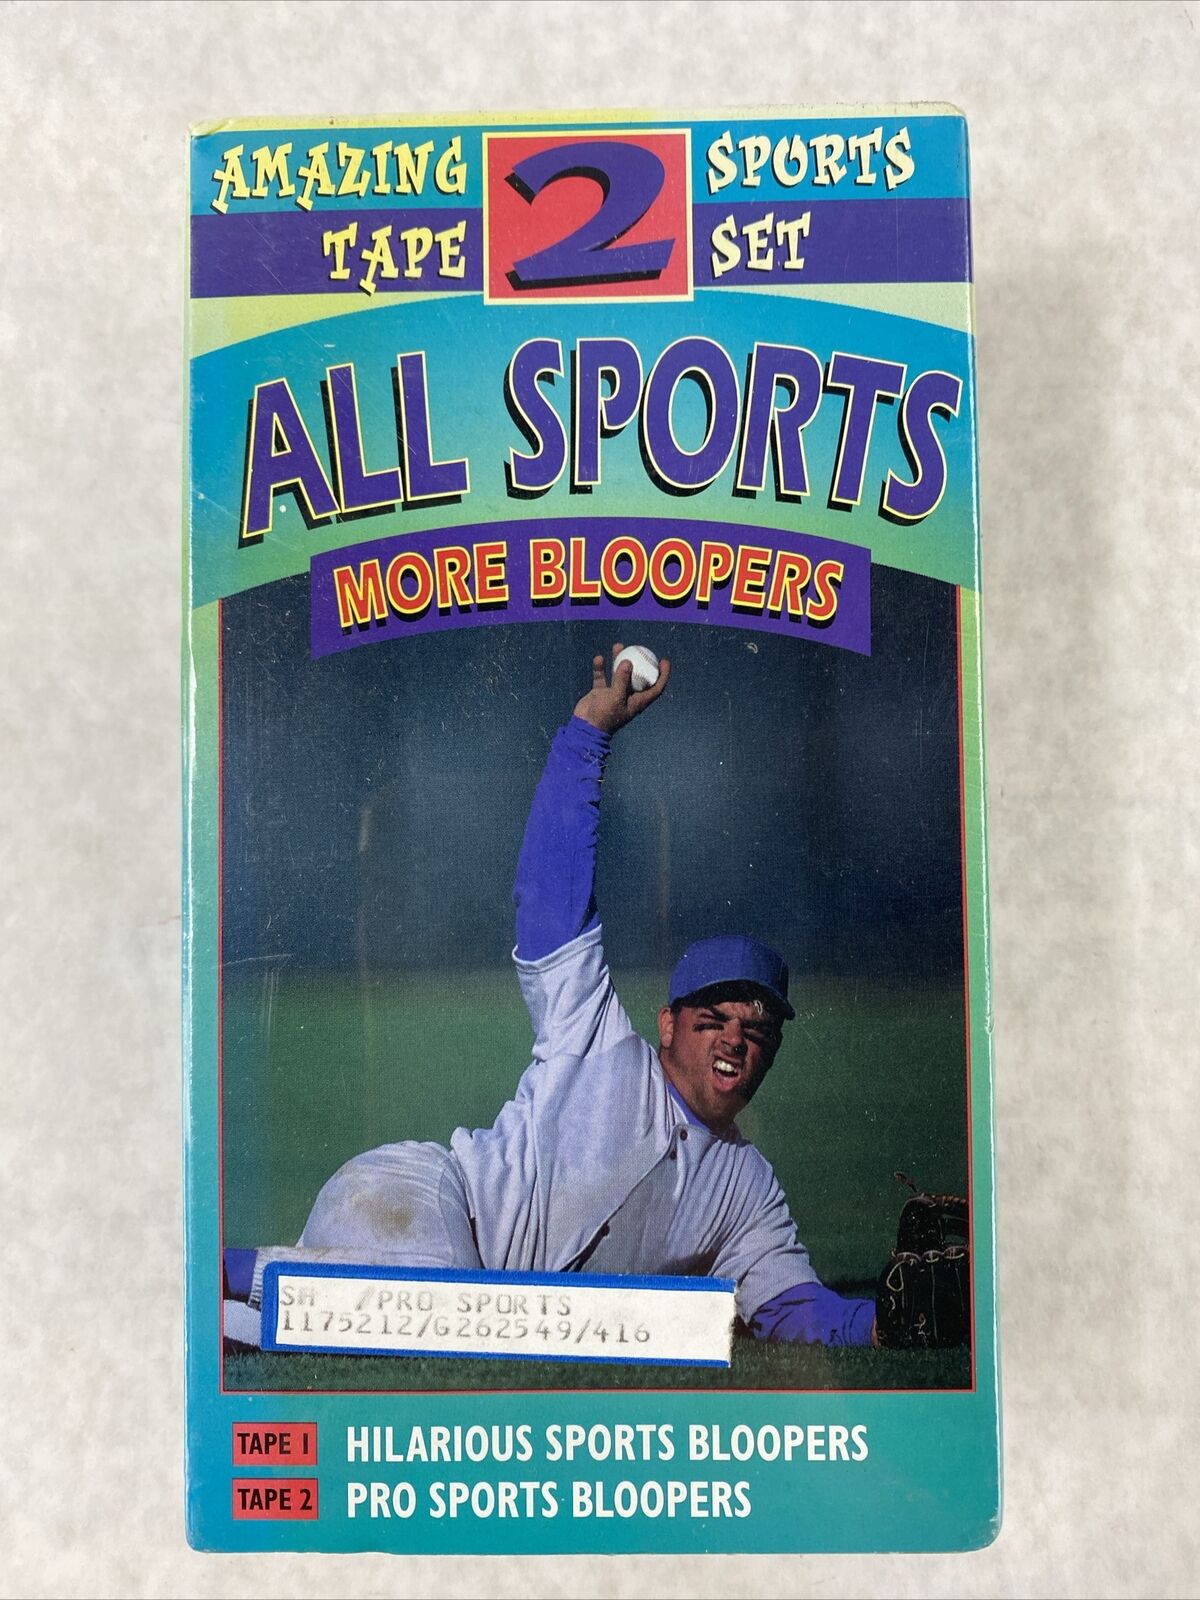 AMAZING 2 SPORTS
TAPE SET
ALL SPORTS
MORE BLOOPERS
SH /PRO SPORTS
1175212/G262549/416
TAPE 1 HILARIOUS SPORTS BLOOPERS
TAPE 2 PRO SPORTS BLOOPERS